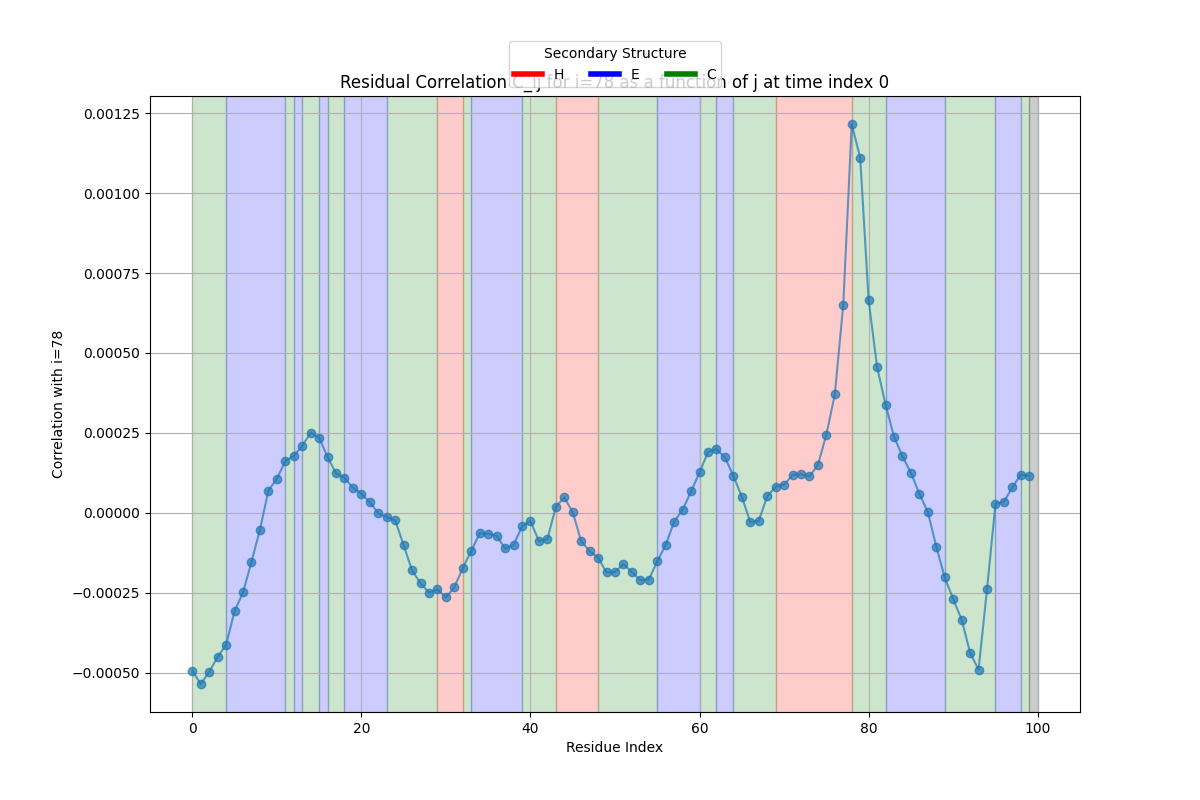 Secondary Structure
H E C
Residual Correlation C_ij for i=78 as a function of j at time index 0
0.00125
0.00100
0.00075
0.00050
0.00025
0.00000
−0.00025
−0.00050
Correlation with i=78
0 20 40 60 80 100
Residue Index